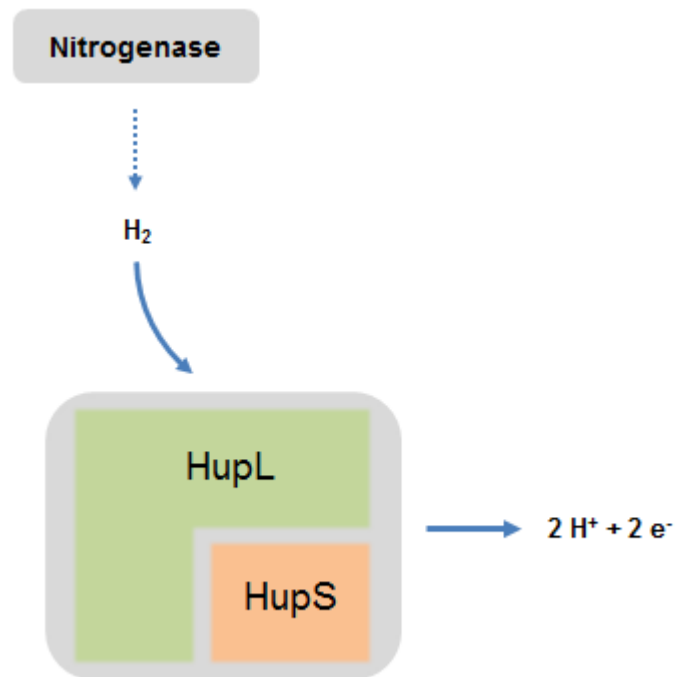 Nitrogenase
H₂
HupL
HupS
2 H⁺ + 2 e⁻